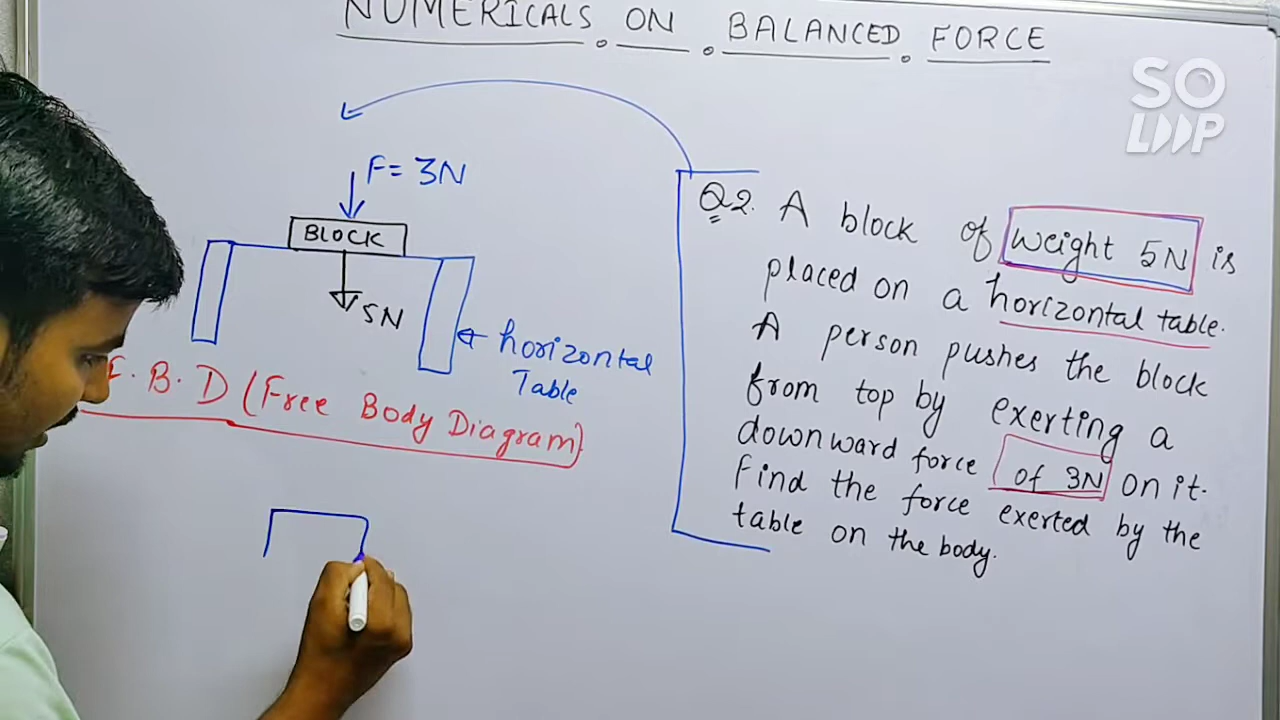 NUMERICALS ON BALANCED FORCE
SO
LOOP
F= 3N
BLOCK
5N
horizontal
Table
F. B. D (Free Body Diagram)
Q2. A block of weight 5N is
placed on a horizontal table.
A person pushes the block
from top by exerting a
downward force of 3N on it.
Find the force exerted by the
table on the body.